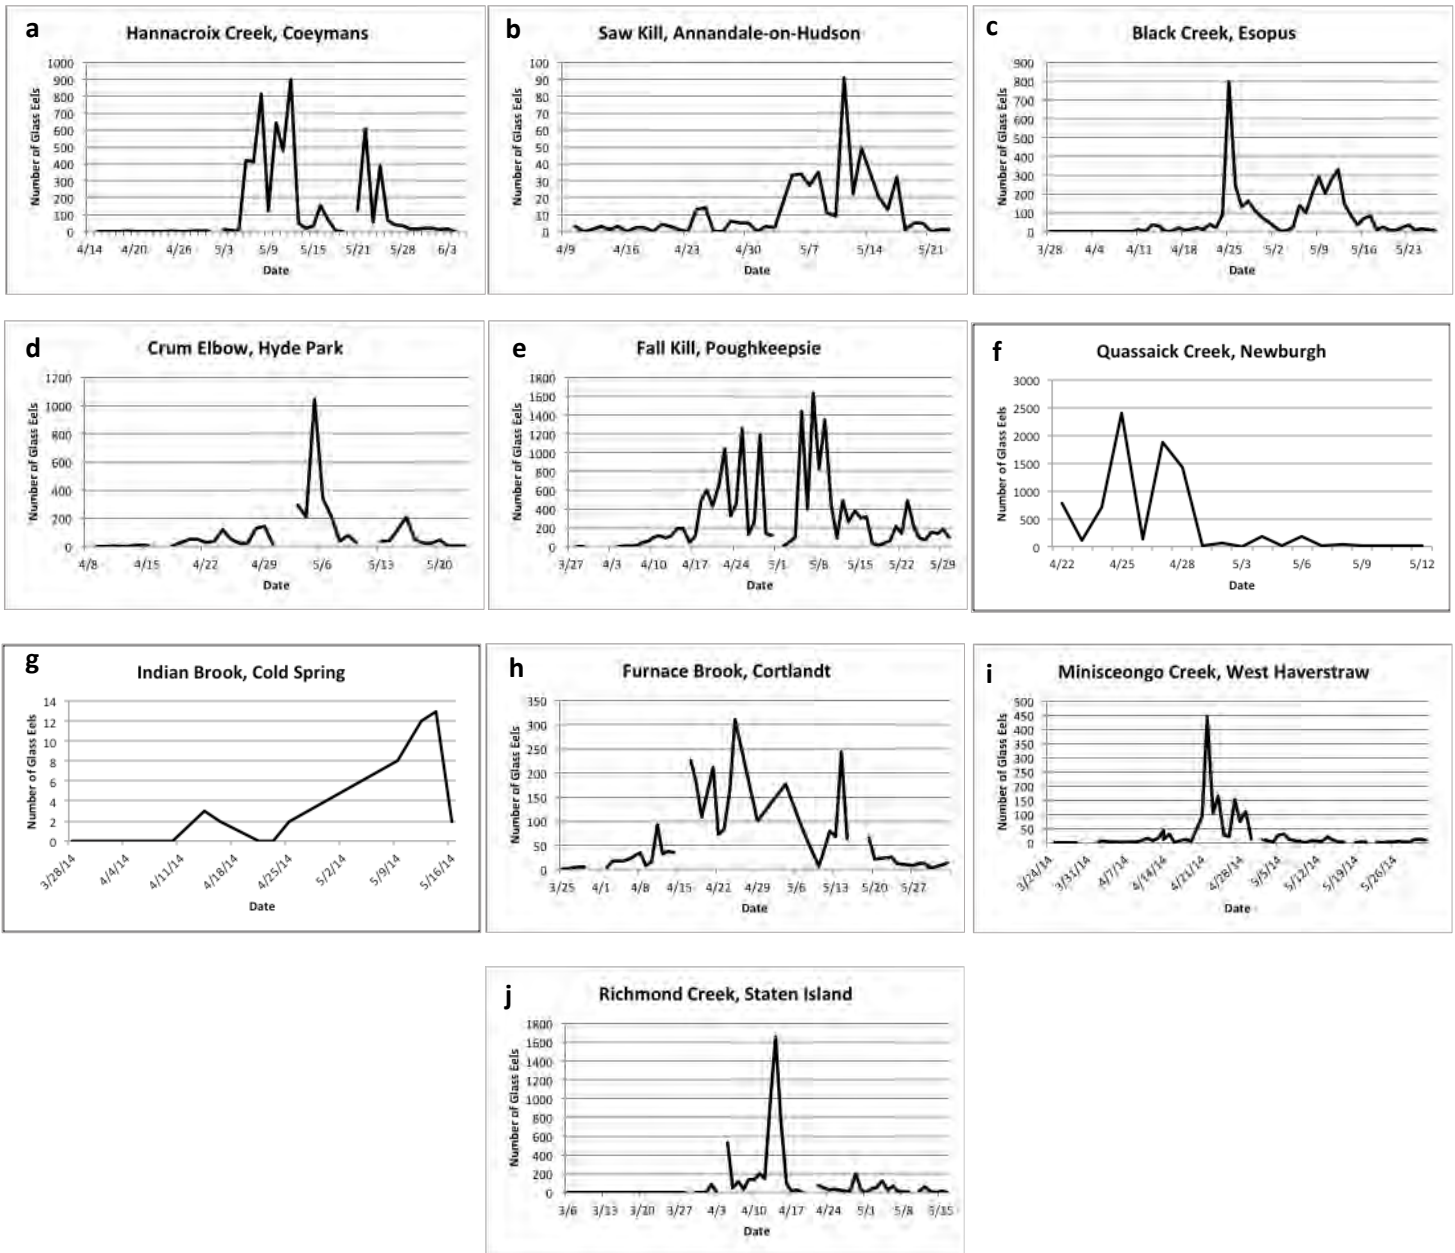 a
Hannacroix Creek, Coeymans
Number of Glass Eels
1000
900
800
700
600
500
400
300
200
100
0
4/14 4/20 4/26 5/3 5/9 5/15 5/21 5/28 6/3
Date
b
Saw Kill, Annandale-on-Hudson
Number of Glass Eels
100
90
80
70
60
50
40
30
20
10
0
4/9 4/16 4/23 4/30 5/7 5/14 5/21
Date
c
Black Creek, Esopus
Number of Glass Eels
900
800
700
600
500
400
300
200
100
0
3/28 4/4 4/11 4/18 4/25 5/2 5/9 5/16 5/23
Date
d
Crum Elbow, Hyde Park
Number of Glass Eels
1200
1000
800
600
400
200
0
4/8 4/15 4/22 4/29 5/6 5/13 5/20
Date
e
Fall Kill, Poughkeepsie
Number of Glass Eels
1800
1600
1400
1200
1000
800
600
400
200
0
3/27 4/3 4/10 4/17 4/24 5/1 5/8 5/15 5/22 5/29
Date
f
Quassaick Creek, Newburgh
Number of Glass Eels
3000
2500
2000
1500
1000
500
0
4/22 4/25 4/28 5/3 5/6 5/9 5/12
Date
g
Indian Brook, Cold Spring
Number of Glass Eels
14
12
10
8
6
4
2
0
3/28/14 4/4/14 4/11/14 4/18/14 4/25/14 5/2/14 5/9/14 5/16/14
Date
h
Furnace Brook, Cortlandt
Number of Glass Eels
350
300
250
200
150
100
50
0
3/25 4/1 4/8 4/15 4/22 4/29 5/6 5/13 5/20 5/27
Date
i
Minisceongo Creek, West Haverstraw
Number of Glass Eels
500
450
400
350
300
250
200
150
100
50
0
3/24/14 3/31/14 4/7/14 4/14/14 4/21/14 4/28/14 5/5/14 5/12/14 5/19/14 5/26/14
Date
j
Richmond Creek, Staten Island
Number of Glass Eels
1800
1600
1400
1200
1000
800
600
400
200
0
3/6 3/13 3/20 3/27 4/3 4/10 4/17 4/24 5/1 5/8 5/15
Date